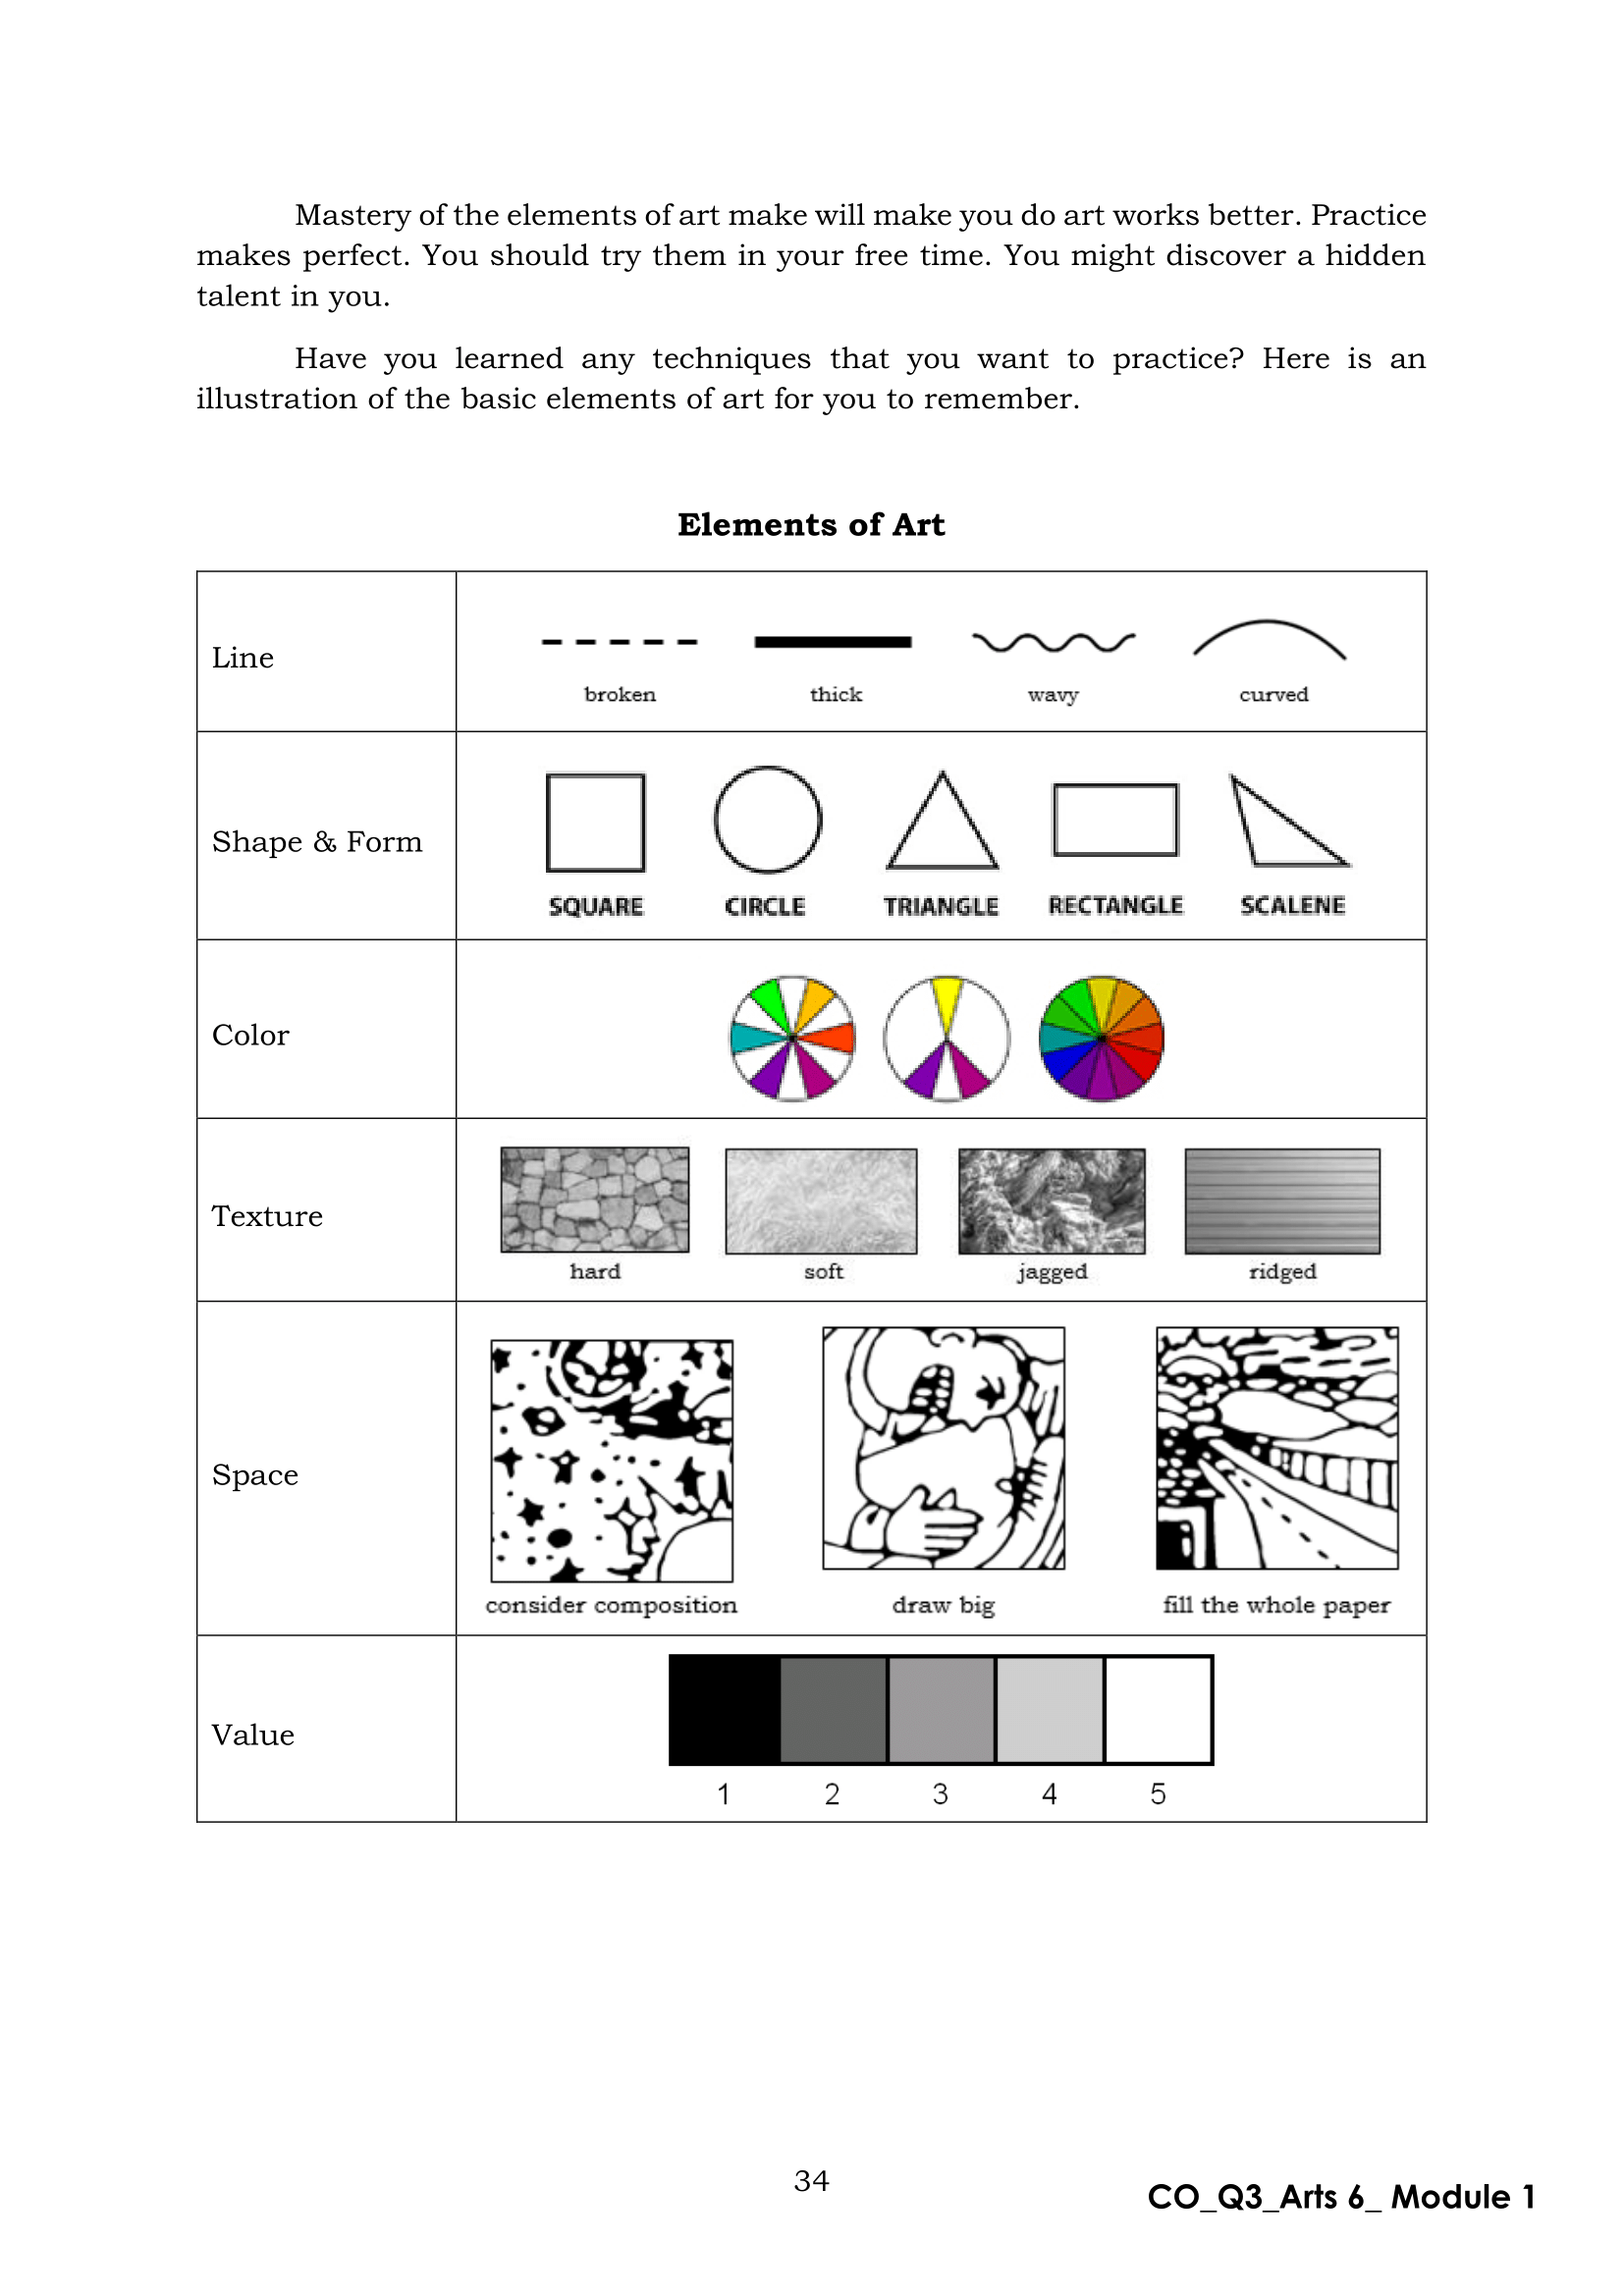 Mastery of the elements of art make will make you do art works better. Practice
makes perfect. You should try them in your free time. You might discover a hidden
talent in you.
Have you learned any techniques that you want to practice? Here is an
illustration of the basic elements of art for you to remember.
Elements of Art
Line
broken thick wavy curved
Shape & Form
SQUARE CIRCLE TRIANGLE RECTANGLE SCALENE
Color
Texture
hard soft jagged ridged
Space
consider composition draw big fill the whole paper
Value
1 2 3 4 5
34
CO_Q3_Arts 6_ Module 1